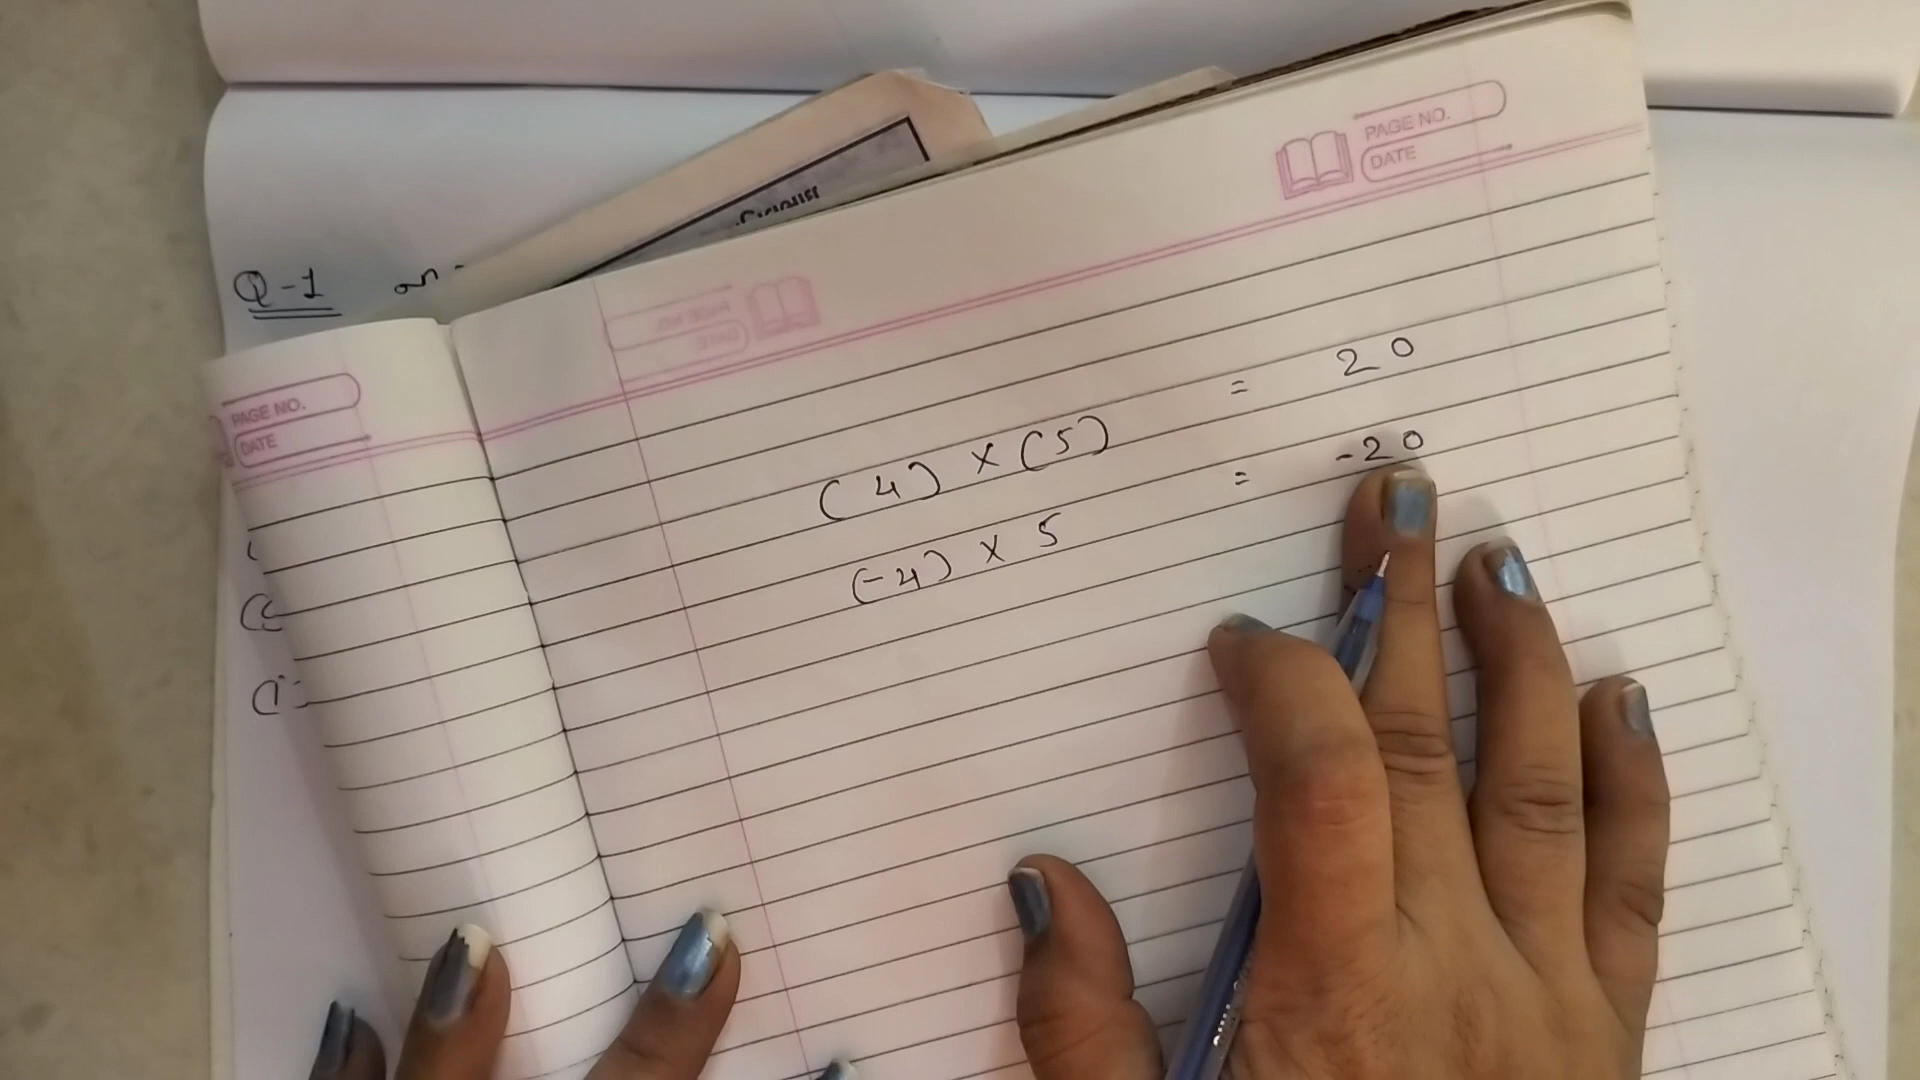 PAGE NO.
DATE
Q-1
PAGE NO.
DATE
(4) × (5) = 20
(-4) × 5 = -20